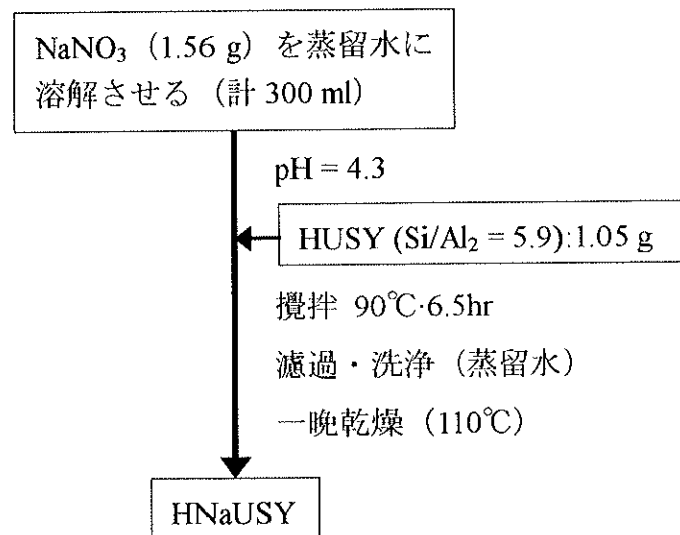 NaNO₃（1.56 g）を蒸留水に
溶解させる（計 300 ml）
pH = 4.3
HUSY (Si/Al₂ = 5.9):1.05 g
攪拌 90℃·6.5hr
濾過・洗浄（蒸留水）
一晩乾燥（110℃）
HNaUSY